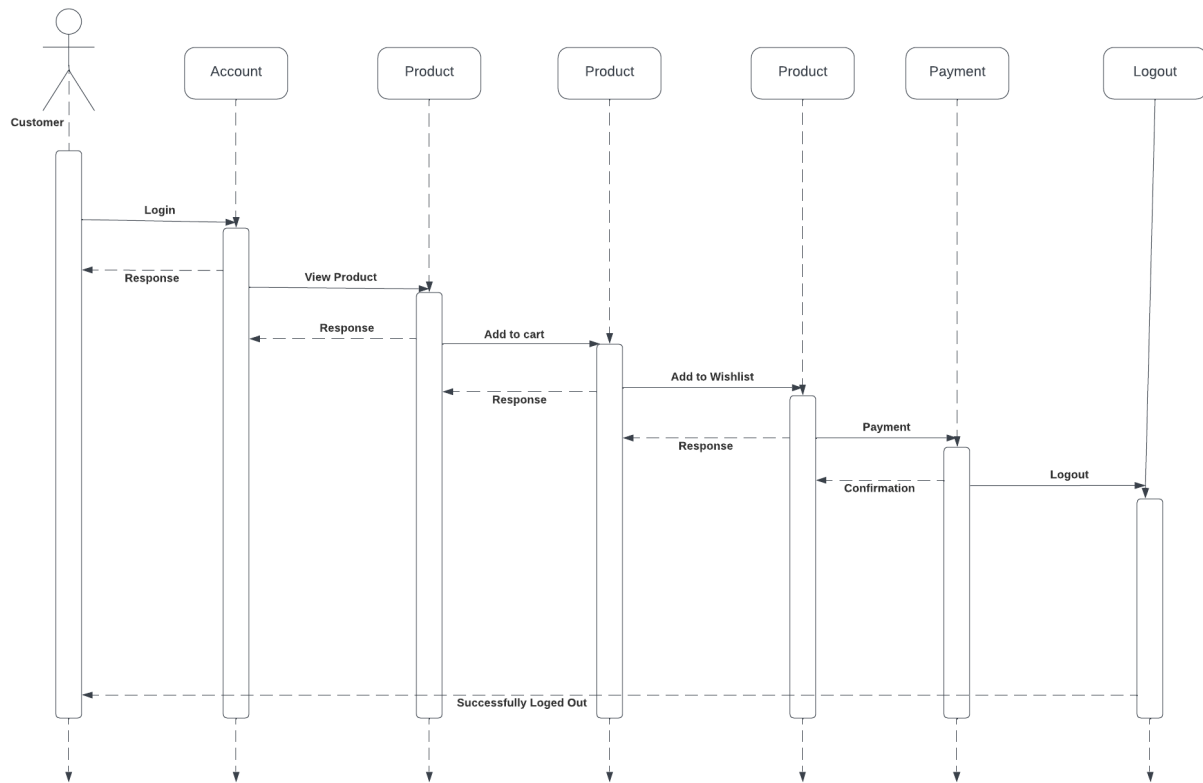 Account
Product
Product
Product
Payment
Logout
Customer
Login
Response
View Product
Response
Add to cart
Response
Add to Wishlist
Response
Payment
Confirmation
Logout
Successfully Loged Out